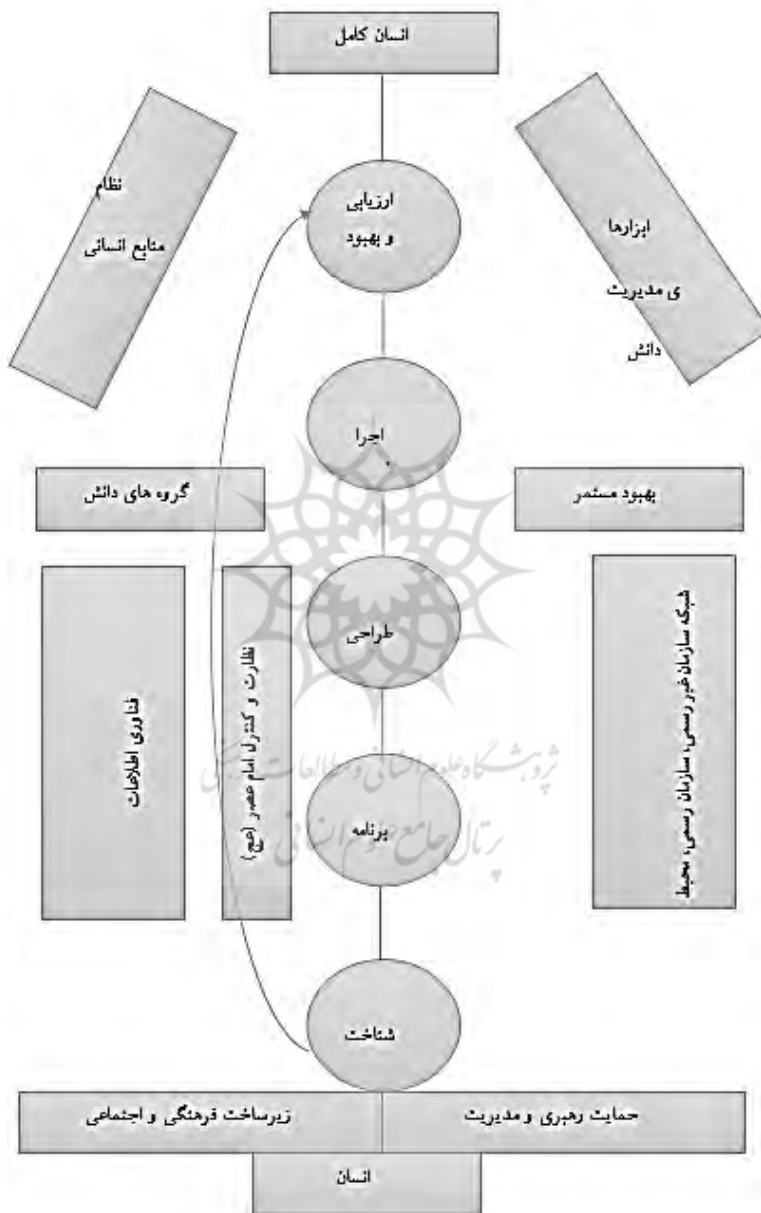 انسان کامل
نظام
منابع انسانی
ابزارها
ی مدیریت
دانش
ارزیابی
و بهبود
اجرا
گروه های دانش
بهبود مستمر
طراحی
شبکه سازمان غیر رسمی، سازمان رسمی، محیط
نظارت و کنترل امام عصر (عج)
فناوری اطلاعات
پژوهشگاه علوم انسانی و مطالعات فرهنگی
پرتال جامع علوم انسانی
برنامه
شناخت
حمایت رهبری و مدیریت
زیرساخت فرهنگی و اجتماعی
انسان